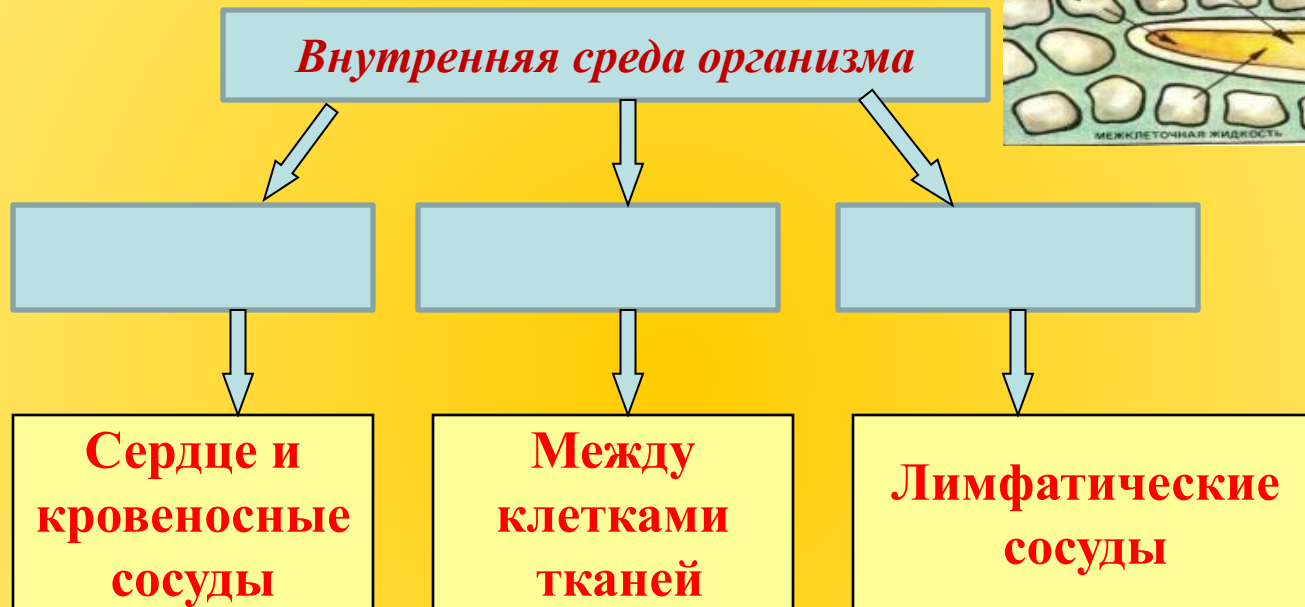 Внутренняя среда организма
МЕЖКЛЕТОЧНАЯ ЖИДКОСТЬ
Сердце и
кровеносные
сосуды
Между
клетками
тканей
Лимфатические
сосуды